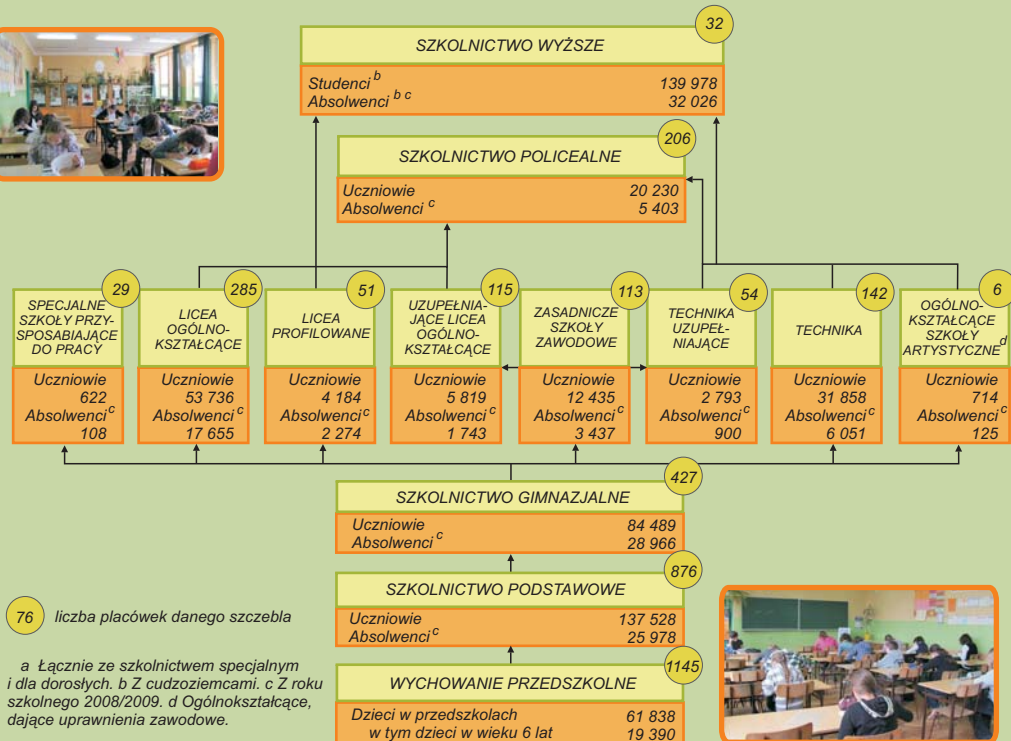 32
SZKOLNICTWO WYŻSZE
Studenci b 139 978
Absolwenci b c 32 026
206
SZKOLNICTWO POLICEALNE
Uczniowie 20 230
Absolwenci c 5 403
29
SPECJALNE
SZKOŁY PRZY-
SPOSABIAJĄCE
DO PRACY
Uczniowie
622
Absolwenci c
108
285
LICEA
OGÓLNO-
KSZTAŁCĄCE
Uczniowie
53 736
Absolwenci c
17 655
51
LICEA
PROFILOWANE
Uczniowie
4 184
Absolwenci c
2 274
115
UZUPEŁNIA-
JĄCE LICEA
OGÓLNO-
KSZTAŁCĄCE
Uczniowie
5 819
Absolwenci c
1 743
113
ZASADNICZE
SZKOŁY
ZAWODOWE
Uczniowie
12 435
Absolwenci c
3 437
54
TECHNIKA
UZUPEŁ-
NIAJĄCE
Uczniowie
2 793
Absolwenci c
900
142
TECHNIKA
Uczniowie
31 858
Absolwenci c
6 051
6
OGÓLNO-
KSZTAŁCĄCE
SZKOŁY
ARTYSTYCZNE d
Uczniowie
714
Absolwenci c
125
427
SZKOLNICTWO GIMNAZJALNE
Uczniowie 84 489
Absolwenci c 28 966
876
SZKOLNICTWO PODSTAWOWE
Uczniowie 137 528
Absolwenci c 25 978
1145
WYCHOWANIE PRZEDSZKOLNE
Dzieci w przedszkolach 61 838
w tym dzieci w wieku 6 lat 19 390
76 liczba placówek danego szczebla
a Łącznie ze szkolnictwem specjalnym
i dla dorosłych. b Z cudzoziemcami. c Z roku
szkolnego 2008/2009. d Ogólnokształcące,
dające uprawnienia zawodowe.